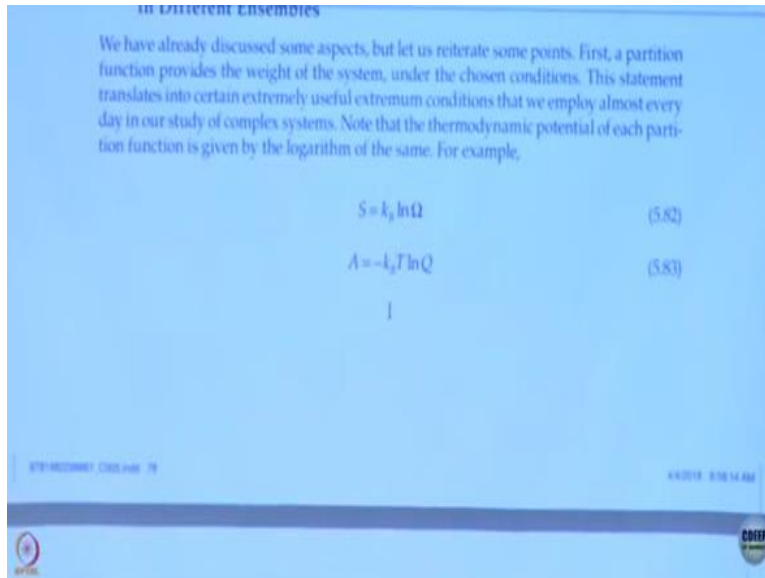 in Different Ensembles
We have already discussed some aspects, but let us reiterate some points. First, a partition
function provides the weight of the system, under the chosen conditions. This statement
translates into certain extremely useful extremum conditions that we employ almost every
day in our study of complex systems. Note that the thermodynamic potential of each parti-
tion function is given by the logarithm of the same. For example,
S = k_B ln Ω (5.82)
A = −k_B T ln Q (5.83)